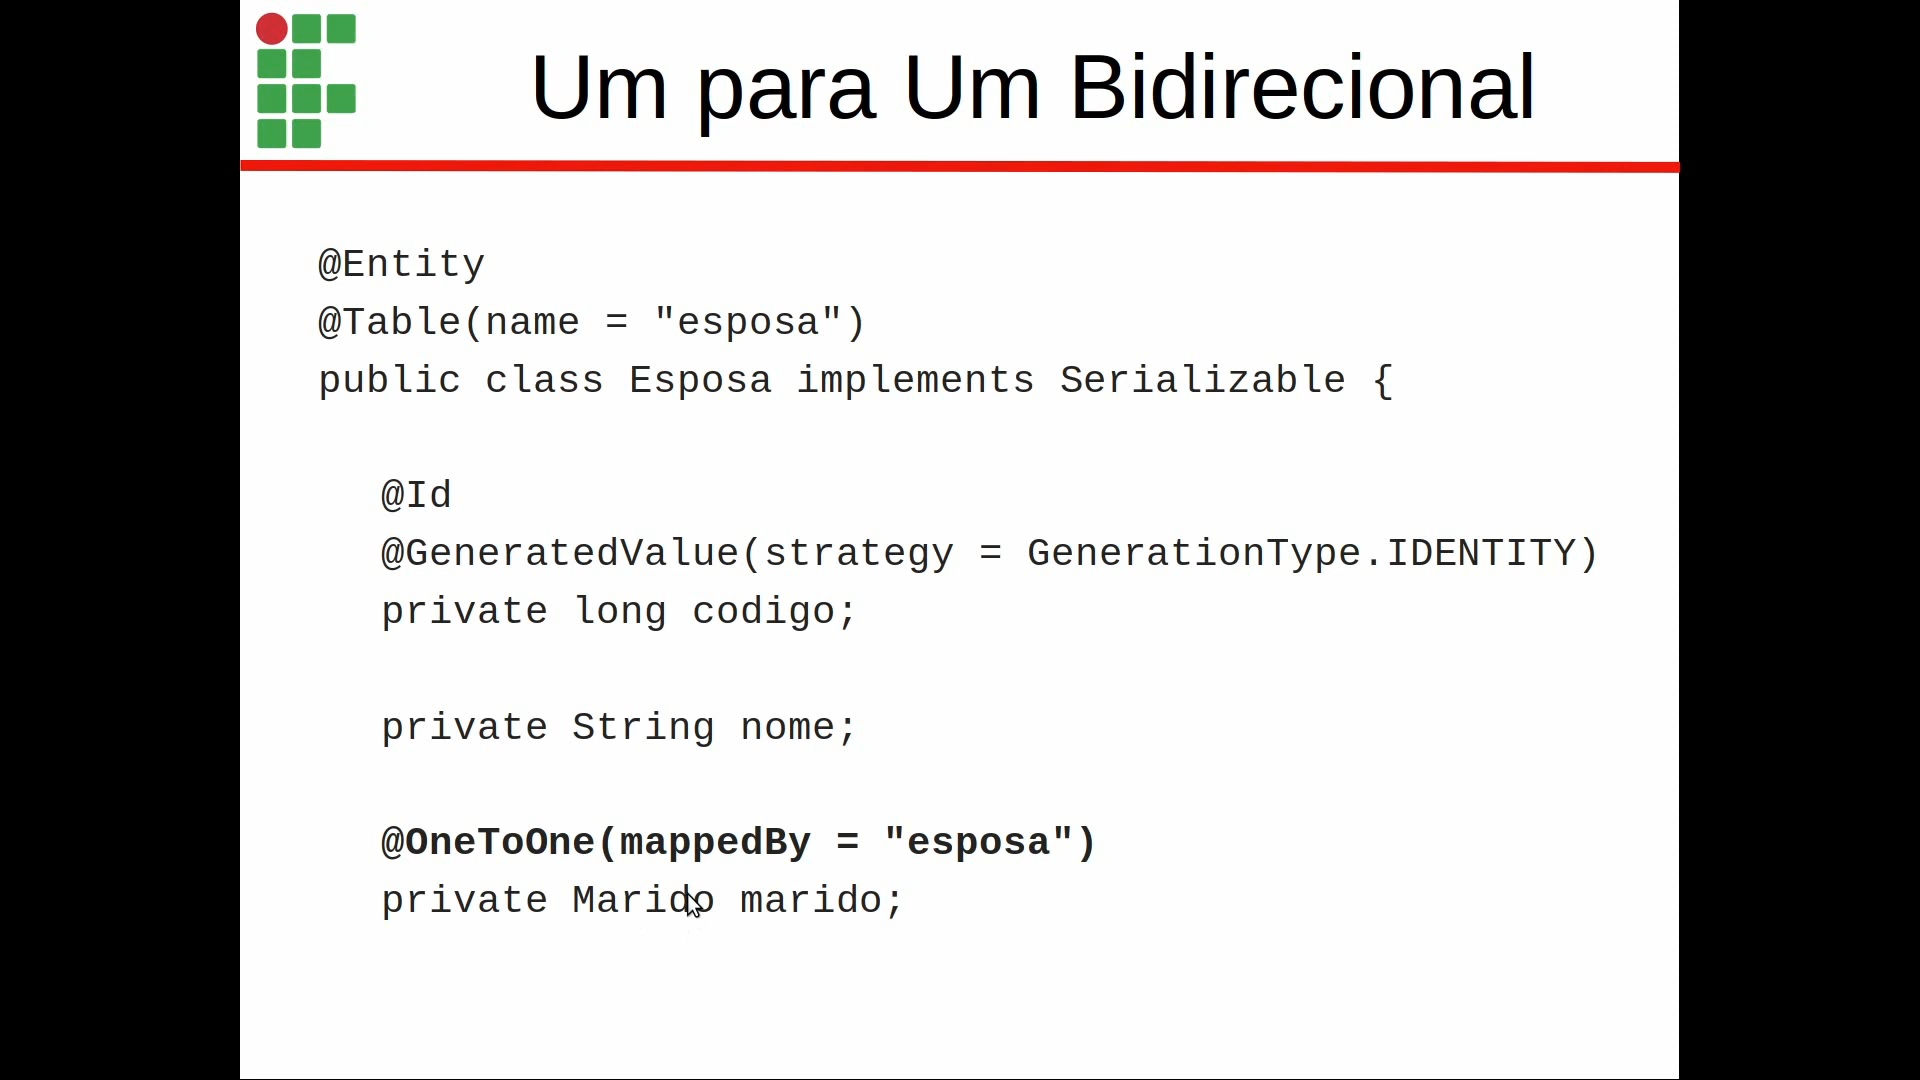 Um para Um Bidirecional
@Entity
@Table(name = "esposa")
public class Esposa implements Serializable {
@Id
@GeneratedValue(strategy = GenerationType.IDENTITY)
private long codigo;
private String nome;
@OneToOne(mappedBy = "esposa")
private Marido marido;